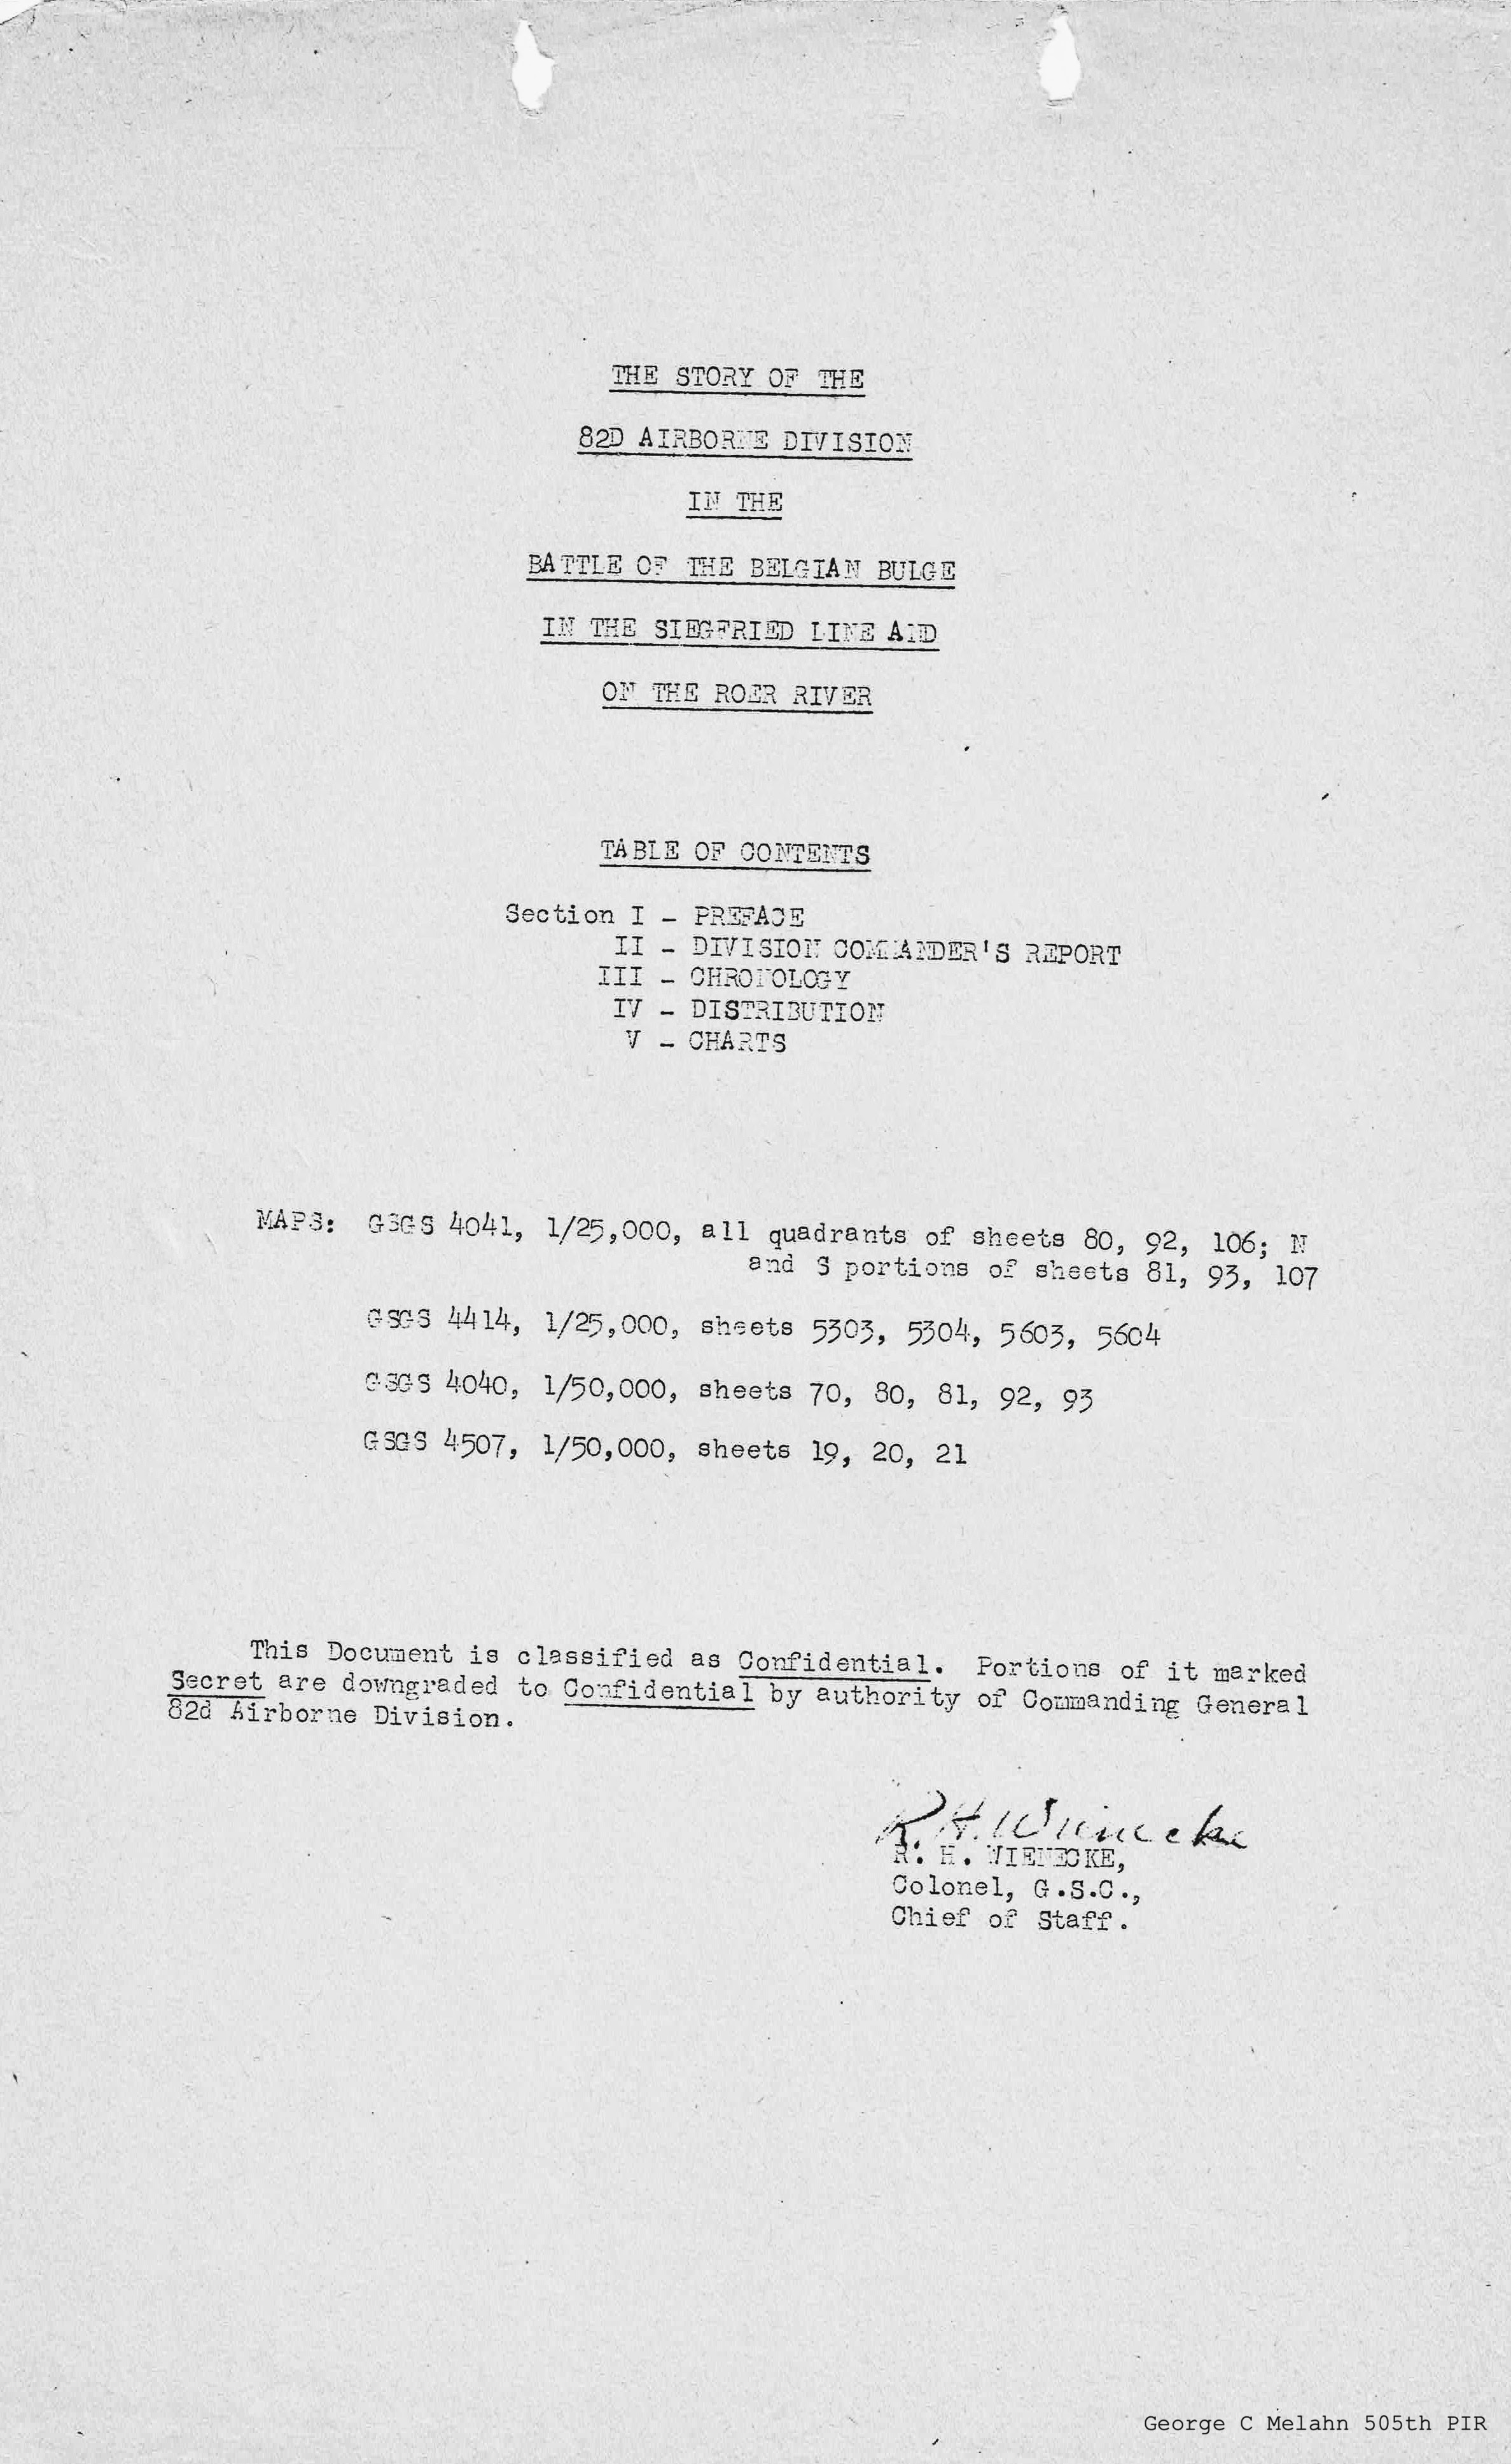 THE STORY OF THE
82D AIRBORNE DIVISION
IN THE
BATTLE OF THE BELGIAN BULGE
IN THE SIEGFRIED LINE AND
ON THE ROER RIVER
TABLE OF CONTENTS
Section I - PREFACE
II - DIVISION COMMANDER'S REPORT
III - CHRONOLOGY
IV - DISTRIBUTION
V - CHARTS
MAPS: GSGS 4041, 1/25,000, all quadrants of sheets 80, 92, 106; N
and S portions of sheets 81, 93, 107
GSGS 4414, 1/25,000, sheets 5303, 5304, 5603, 5604
GSGS 4040, 1/50,000, sheets 70, 80, 81, 92, 93
GSGS 4507, 1/50,000, sheets 19, 20, 21
This Document is classified as Confidential. Portions of it marked
Secret are downgraded to Confidential by authority of Commanding General
82d Airborne Division.
R. H. Wienecke
R. H. WIENECKE,
Colonel, G.S.C.,
Chief of Staff.
George C Melahn 505th PIR